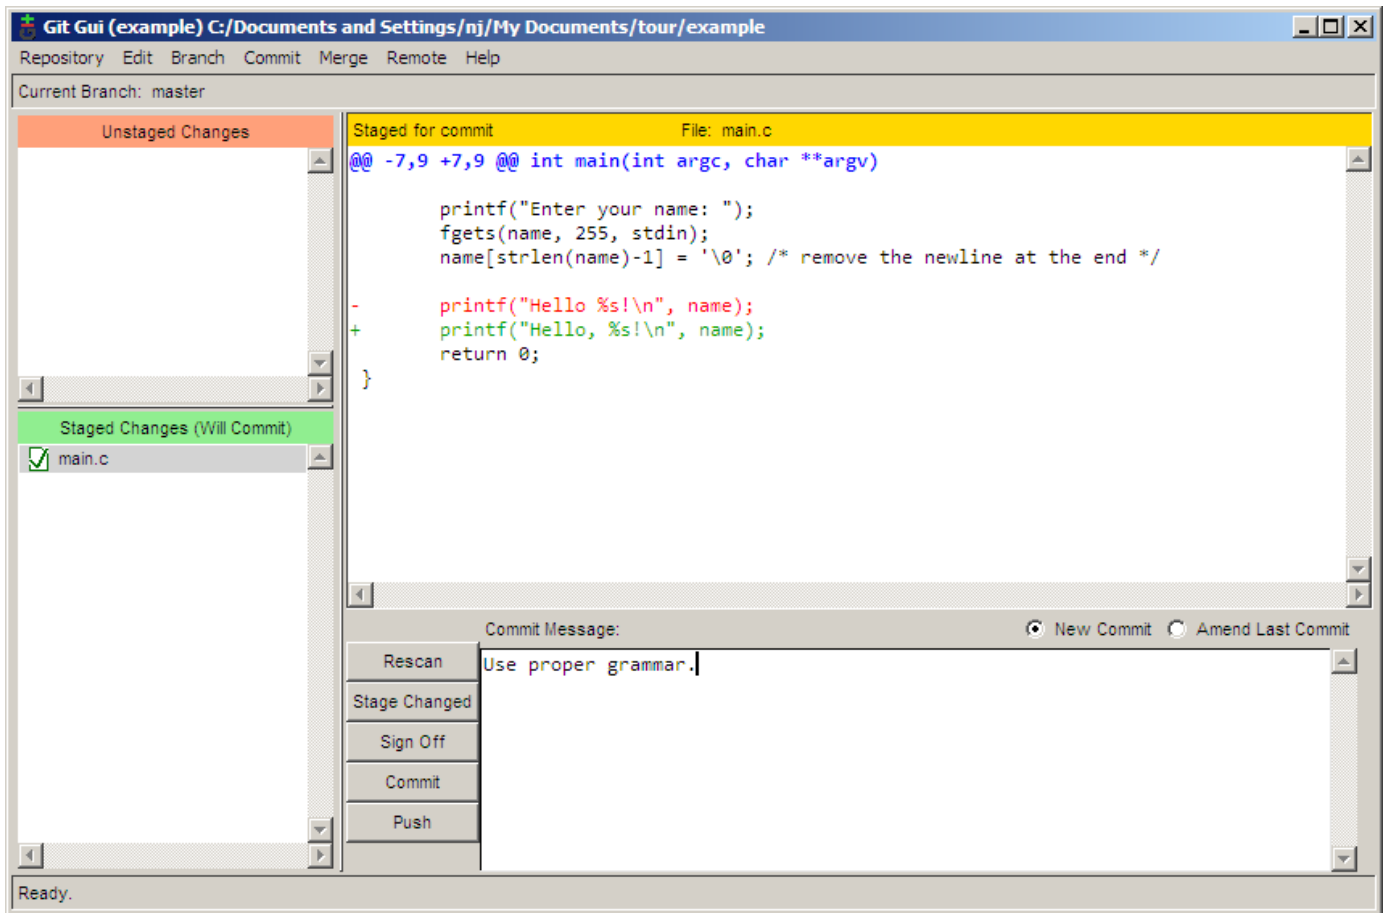 Git Gui (example) C:/Documents and Settings/nj/My Documents/tour/example
Repository Edit Branch Commit Merge Remote Help
Current Branch: master
Unstaged Changes
Staged Changes (Will Commit)
main.c
Staged for commit File: main.c
@@ -7,9 +7,9 @@ int main(int argc, char **argv)
printf("Enter your name: ");
fgets(name, 255, stdin);
name[strlen(name)-1] = '\0'; /* remove the newline at the end */
- printf("Hello %s!\n", name);
+ printf("Hello, %s!\n", name);
return 0;
}
Commit Message: New Commit Amend Last Commit
Rescan
Stage Changed
Sign Off
Commit
Push
Use proper grammar.
Ready.